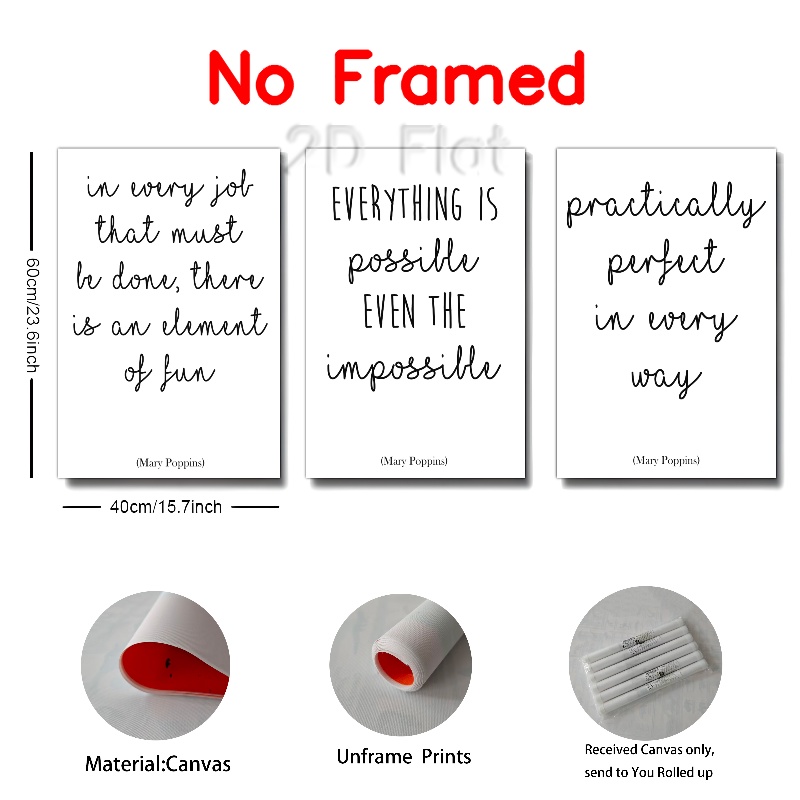 No Framed
2D Flat
in every job
that must
be done, there
is an element
of fun
(Mary Poppins)
EVERYTHING IS
possible
EVEN THE
impossible
(Mary Poppins)
practically
perfect
in every
way
(Mary Poppins)
60cm/23.6inch
40cm/15.7inch
Material:Canvas
Unframe Prints
Received Canvas only,
send to You Rolled up